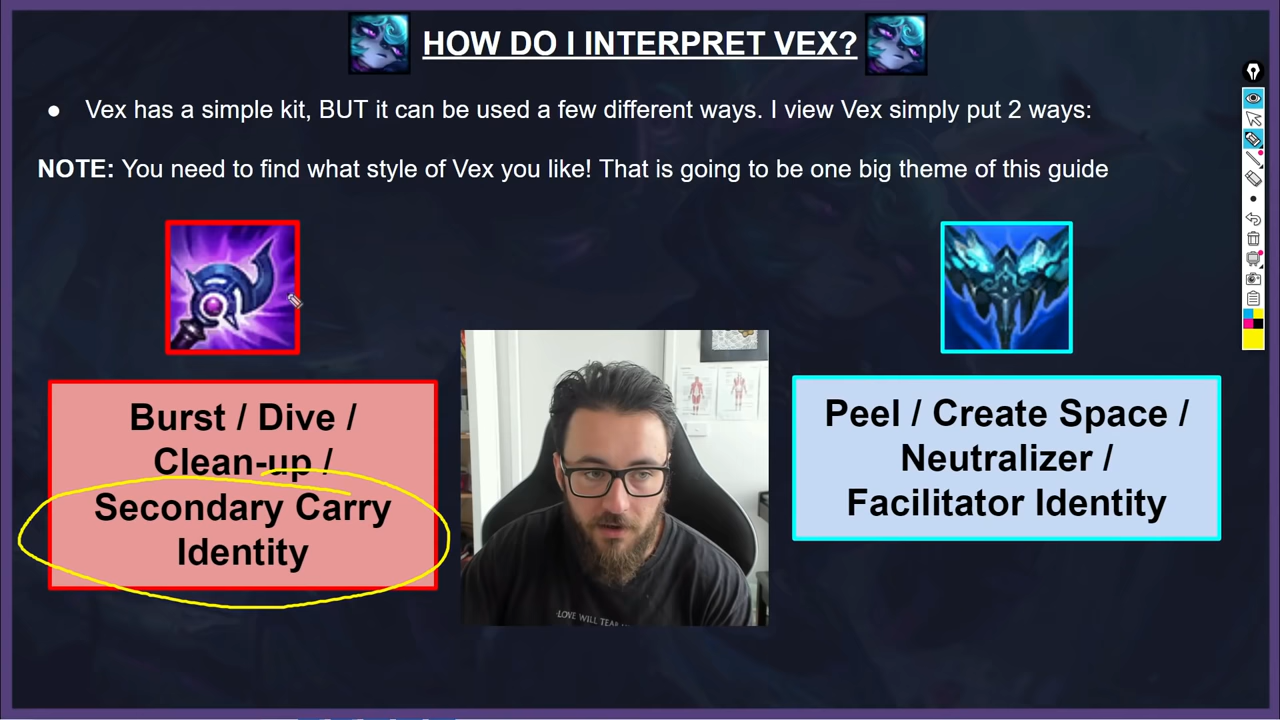 HOW DO I INTERPRET VEX?
● Vex has a simple kit, BUT it can be used a few different ways. I view Vex simply put 2 ways:
NOTE: You need to find what style of Vex you like! That is going to be one big theme of this guide
Burst / Dive /
Clean-up /
Secondary Carry
Identity
Peel / Create Space /
Neutralizer /
Facilitator Identity
LOVE WILL TEAR